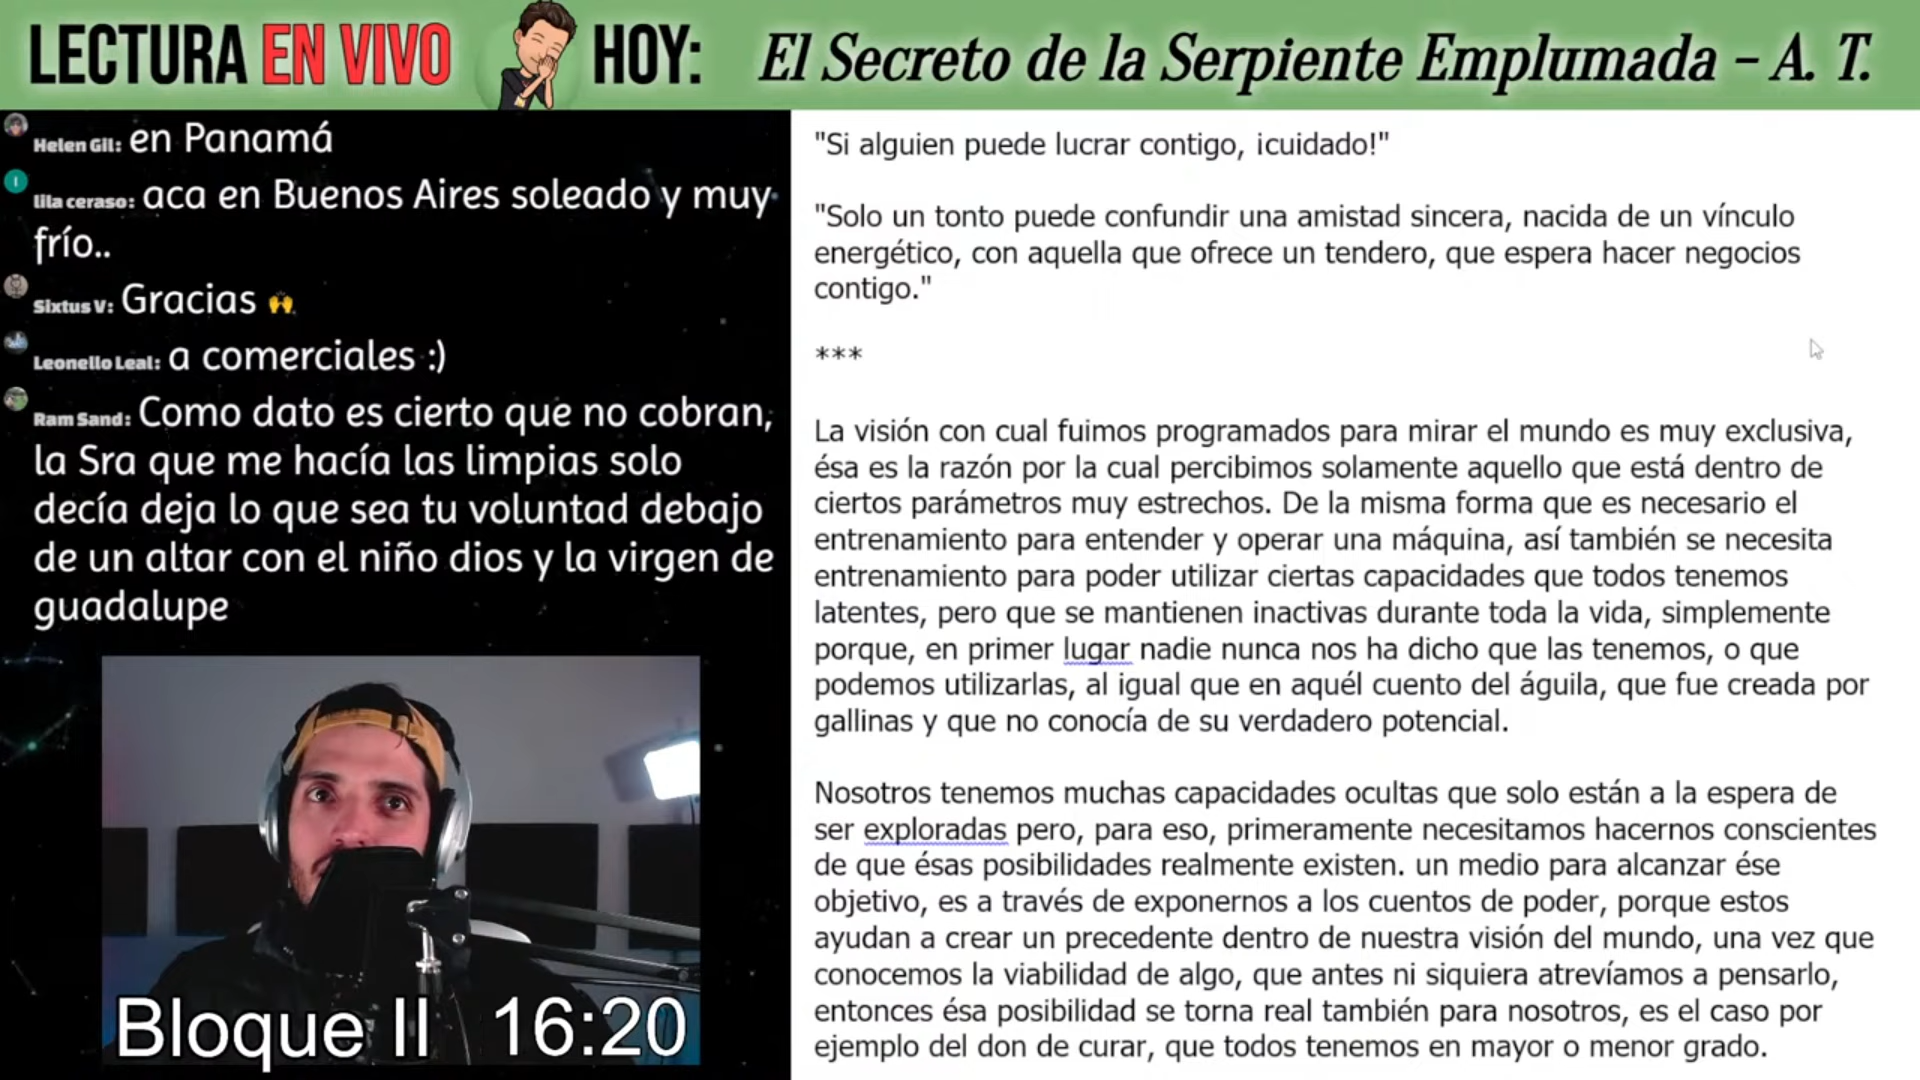 LECTURA EN VIVO HOY: El Secreto de la Serpiente Emplumada - A. T.
Helen Gil: en Panamá
lila ceraso: aca en Buenos Aires soleado y muy
frío..
Sixtus V: Gracias 🙌
Leonello Leal: a comerciales :)
Ram Sand: Como dato es cierto que no cobran,
la Sra que me hacía las limpias solo
decía deja lo que sea tu voluntad debajo
de un altar con el niño dios y la virgen de
guadalupe
Bloque II 16:20
"Si alguien puede lucrar contigo, ¡cuidado!"
"Solo un tonto puede confundir una amistad sincera, nacida de un vínculo
energético, con aquella que ofrece un tendero, que espera hacer negocios
contigo."
***
La visión con cual fuimos programados para mirar el mundo es muy exclusiva,
ésa es la razón por la cual percibimos solamente aquello que está dentro de
ciertos parámetros muy estrechos. De la misma forma que es necesario el
entrenamiento para entender y operar una máquina, así también se necesita
entrenamiento para poder utilizar ciertas capacidades que todos tenemos
latentes, pero que se mantienen inactivas durante toda la vida, simplemente
porque, en primer lugar nadie nunca nos ha dicho que las tenemos, o que
podemos utilizarlas, al igual que en aquél cuento del águila, que fue creada por
gallinas y que no conocía de su verdadero potencial.
Nosotros tenemos muchas capacidades ocultas que solo están a la espera de
ser exploradas pero, para eso, primeramente necesitamos hacernos conscientes
de que ésas posibilidades realmente existen. un medio para alcanzar ése
objetivo, es a través de exponernos a los cuentos de poder, porque estos
ayudan a crear un precedente dentro de nuestra visión del mundo, una vez que
conocemos la viabilidad de algo, que antes ni siquiera atrevíamos a pensarlo,
entonces ésa posibilidad se torna real también para nosotros, es el caso por
ejemplo del don de curar, que todos tenemos en mayor o menor grado.